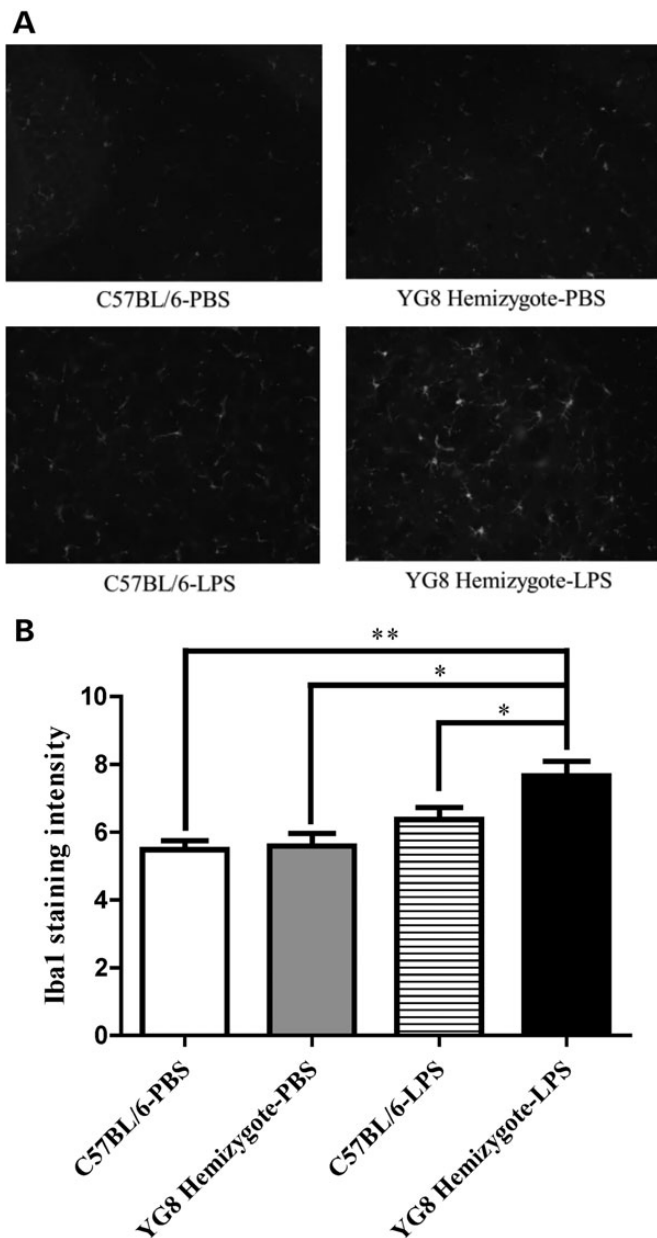 A
C57BL/6-PBS
YG8 Hemizygote-PBS
C57BL/6-LPS
YG8 Hemizygote-LPS
B
**
*
*
10
8
6
4
2
0
Iba1 staining intensity
C57BL/6-PBS
YG8 Hemizygote-PBS
C57BL/6-LPS
YG8 Hemizygote-LPS